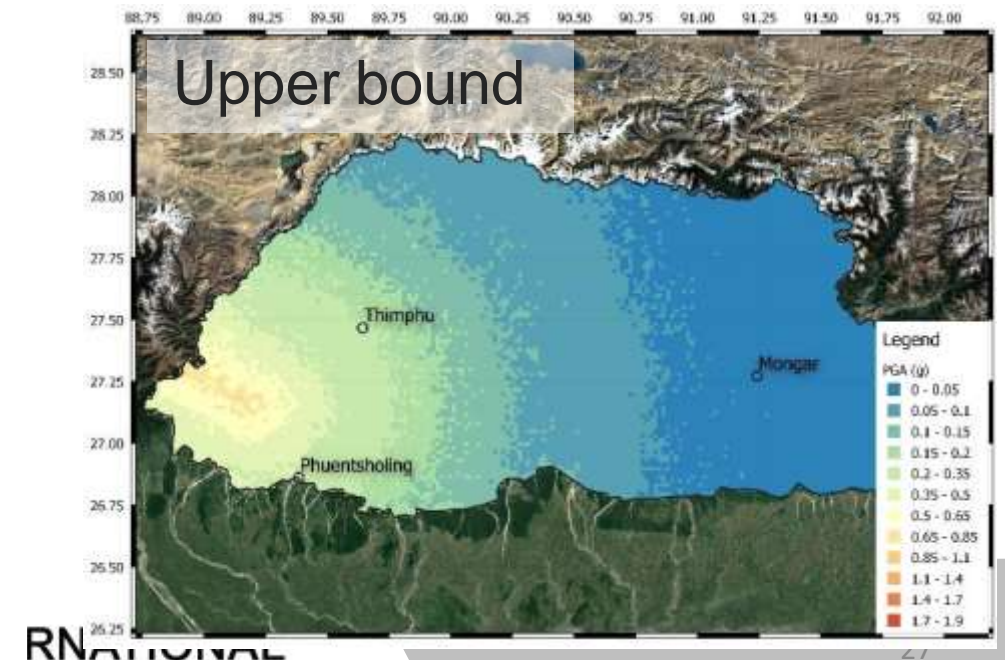 88.75 89.00 89.25 89.50 89.75 90.00 90.25 90.50 90.75 91.00 91.25 91.50 91.75 92.00
Upper bound
28.50
28.25
28.00
27.75
27.50
27.25
27.00
26.75
26.50
26.25
Thimphu
Mongar
Phuentsholing
Legend
PGA (g)
0 - 0.05
0.05 - 0.1
0.1 - 0.15
0.15 - 0.2
0.2 - 0.35
0.35 - 0.5
0.5 - 0.65
0.65 - 0.85
0.85 - 1.1
1.1 - 1.4
1.4 - 1.7
1.7 - 1.9
RNATIONAL
27